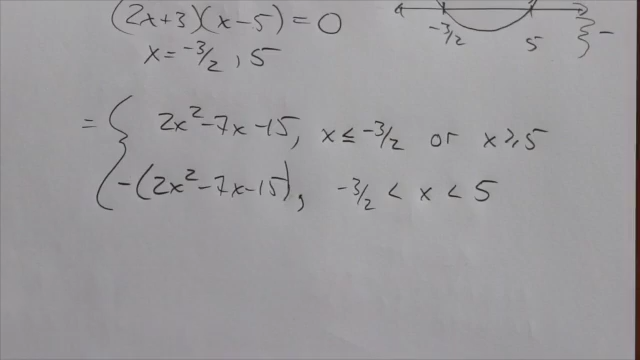 (2x+3)(x-5)=0
x=-3/2, 5
-3/2 5 -
= { 2x²-7x-15, x ≤ -3/2 or x ≥ 5
-(2x²-7x-15), -3/2 < x < 5